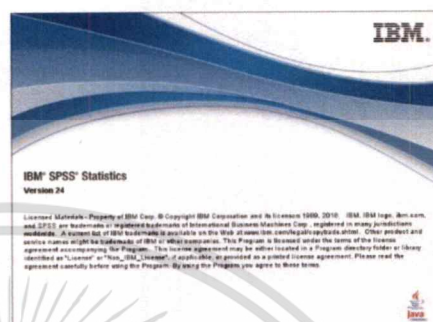 IBM.
IBM® SPSS® Statistics
Version 24
Licensed Materials - Property of IBM Corp. © Copyright IBM Corporation and its licensors 1989, 2016. IBM, IBM logo, ibm.com,
and SPSS are trademarks or registered trademarks of International Business Machines Corp., registered in many jurisdictions
worldwide. A current list of IBM trademarks is available on the Web at www.ibm.com/legal/copytrade.shtml. Other product and
service names might be trademarks of IBM or other companies. This Program is licensed under the terms of the license
agreement accompanying the Program. This license agreement may be either located in a Program directory folder or library
identified as "License" or "Non_IBM_License", if applicable, or provided as a printed license agreement. Please read the
agreement carefully before using the Program. By using the Program you agree to these terms.
Java